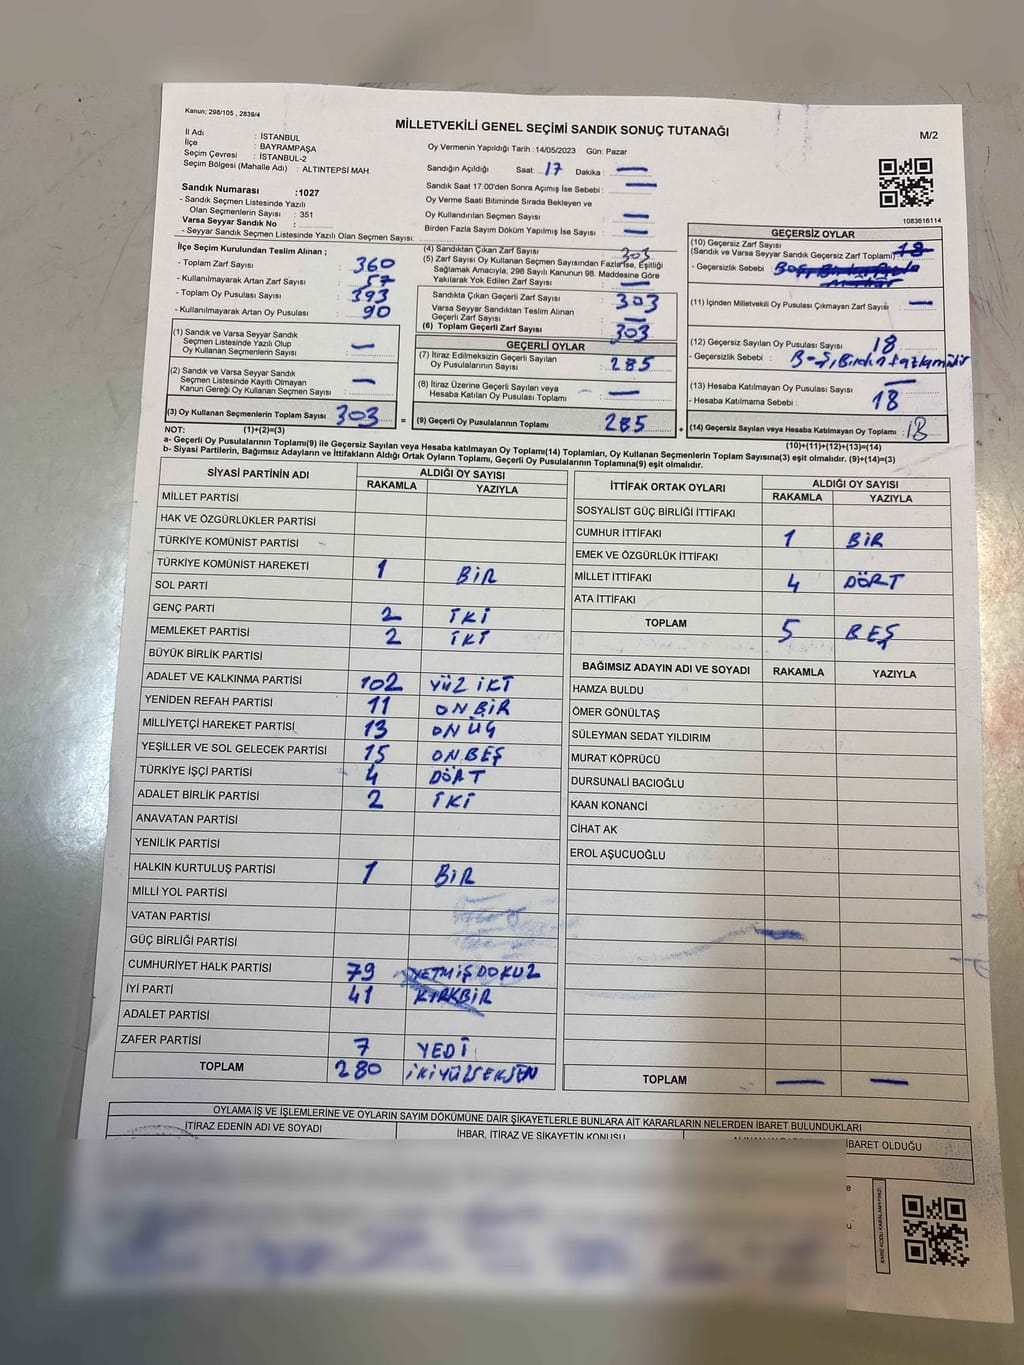 Kanun; 298/105 , 2839/4
MİLLETVEKİLİ GENEL SEÇİMİ SANDIK SONUÇ TUTANAĞI
M/2
İl Adı : İSTANBUL
İlçe : BAYRAMPAŞA
Seçim Çevresi : İSTANBUL-2
Seçim Bölgesi (Mahalle Adı) : ALTINTEPSİ MAH.
Sandık Numarası :1027
- Sandık Seçmen Listesinde Yazılı
Olan Seçmenlerin Sayısı : 351
Varsa Seyyar Sandık No :
- Seyyar Sandık Seçmen Listesinde Yazılı Olan Seçmen Sayısı:
Oy Vermenin Yapıldığı Tarih :14/05/2023 Gün: Pazar
Sandığın Açıldığı Saat: 17 Dakika : —
Sandık Saat 17:00'den Sonra Açımış İse Sebebi : —
Oy Verme Saati Bitiminde Sırada Bekleyen ve
Oy Kullandırılan Seçmen Sayısı : —
Birden Fazla Sayım Döküm Yapılmış İse Sayısı : —
1083616114
İlçe Seçim Kurulundan Teslim Alınan ;
- Toplam Zarf Sayısı : 360
- Kullanılmayarak Artan Zarf Sayısı : 57
- Toplam Oy Pusulası Sayısı : 393
- Kullanılmayarak Artan Oy Pusulası : 90
(1) Sandık ve Varsa Seyyar Sandık
Seçmen Listesinde Yazılı Olup
Oy Kullanan Seçmenlerin Sayısı : —
(2) Sandık ve Varsa Seyyar Sandık
Seçmen Listesinde Kayıtlı Olmayan
Kanun Gereği Oy Kullanan Seçmen Sayısı : —
(3) Oy Kullanan Seçmenlerin Toplam Sayısı : 303 =
(4) Sandıktan Çıkan Zarf Sayısı : 303
(5) Zarf Sayısı Oy Kullanan Seçmen Sayısından Fazla İse, Eşitliği
Sağlamak Amacıyla, 298 Sayılı Kanunun 98. Maddesine Göre
Yakılarak Yok Edilen Zarf Sayısı : —
Sandıkta Çıkan Geçerli Zarf Sayısı : 303
Varsa Seyyar Sandıktan Teslim Alınan
Geçerli Zarf Sayısı : —
(6) Toplam Geçerli Zarf Sayısı : 303
GEÇERLİ OYLAR
(7) İtiraz Edilmeksizin Geçerli Sayılan
Oy Pusulalarının Sayısı : 285
(8) İtiraz Üzerine Geçerli Sayılan veya
Hesaba Katılan Oy Pusulası Toplamı : —
(9) Geçerli Oy Pusulalarının Toplamı : 285 +
GEÇERSİZ OYLAR
(10) Geçersiz Zarf Sayısı
(Sandık ve Varsa Seyyar Sandık Geçersiz Zarf Toplamı) : 18
- Geçersizlik Sebebi :
(11) İçinden Milletvekili Oy Pusulası Çıkmayan Zarf Sayısı : —
(12) Geçersiz Sayılan Oy Pusulası Sayısı : 18
- Geçersizlik Sebebi :
(13) Hesaba Katılmayan Oy Pusulası Sayısı : —
- Hesaba Katılmama Sebebi : 18
(14) Geçersiz Sayılan veya Hesaba Katılmayan Oy Toplamı : 18
NOT: (1)+(2)=(3)
(10)+(11)+(12)+(13)=(14)
a- Geçerli Oy Pusulalarının Toplamı(9) ile Geçersiz Sayılan veya Hesaba katılmayan Oy Toplamı(14) Toplamları, Oy Kullanan Seçmenlerin Toplam Sayısına(3) eşit olmalıdır. (9)+(14)=(3)
b- Siyasi Partilerin, Bağımsız Adayların ve İttifakların Aldığı Ortak Oyların Toplamı, Geçerli Oy Pusulalarının Toplamına(9) eşit olmalıdır.
SİYASİ PARTİNİN ADI ALDIĞI OY SAYISI
RAKAMLA YAZIYLA
MİLLET PARTİSİ
HAK VE ÖZGÜRLÜKLER PARTİSİ
TÜRKİYE KOMÜNİST PARTİSİ
TÜRKİYE KOMÜNİST HAREKETİ 1 BİR
SOL PARTİ
GENÇ PARTİ 2 İKİ
MEMLEKET PARTİSİ 2 İKİ
BÜYÜK BİRLİK PARTİSİ
ADALET VE KALKINMA PARTİSİ 102 YÜZ İKİ
YENİDEN REFAH PARTİSİ 11 ONBİR
MİLLİYETÇİ HAREKET PARTİSİ 13 ONÜÇ
YEŞİLLER VE SOL GELECEK PARTİSİ 15 ONBEŞ
TÜRKİYE İŞÇİ PARTİSİ 4 DÖRT
ADALET BİRLİK PARTİSİ 2 İKİ
ANAVATAN PARTİSİ
YENİLİK PARTİSİ
HALKIN KURTULUŞ PARTİSİ 1 BİR
MİLLİ YOL PARTİSİ
VATAN PARTİSİ
GÜÇ BİRLİĞİ PARTİSİ
CUMHURİYET HALK PARTİSİ 79 YETMİŞDOKUZ
İYİ PARTİ 41 KIRKBİR
ADALET PARTİSİ
ZAFER PARTİSİ 7 YEDİ
TOPLAM 280 İKİYÜZSEKSEN
İTTİFAK ORTAK OYLARI ALDIĞI OY SAYISI
RAKAMLA YAZIYLA
SOSYALİST GÜÇ BİRLİĞİ İTTİFAKI
CUMHUR İTTİFAKI 1 BİR
EMEK VE ÖZGÜRLÜK İTTİFAKI
MİLLET İTTİFAKI 4 DÖRT
ATA İTTİFAKI
TOPLAM 5 BEŞ
BAĞIMSIZ ADAYIN ADI VE SOYADI RAKAMLA YAZIYLA
HAMZA BULDU
ÖMER GÖNÜLTAŞ
SÜLEYMAN SEDAT YILDIRIM
MURAT KÖPRÜCÜ
DURSUNALİ BACIOĞLU
KAAN KONANCİ
CİHAT AK
EROL AŞUCUOĞLU
TOPLAM — —
OYLAMA İŞ VE İŞLEMLERİNE VE OYLARIN SAYIM DÖKÜMÜNE DAİR ŞİKAYETLERLE BUNLARA AİT KARARLARIN NELERDEN İBARET BULUNDUKLARI
İTİRAZ EDENİN ADI VE SOYADI
İHBAR, İTİRAZ VE ŞİKAYETİN KONUSU
İBARET OLDUĞU
KARE KODU KARALAMAYINIZ!